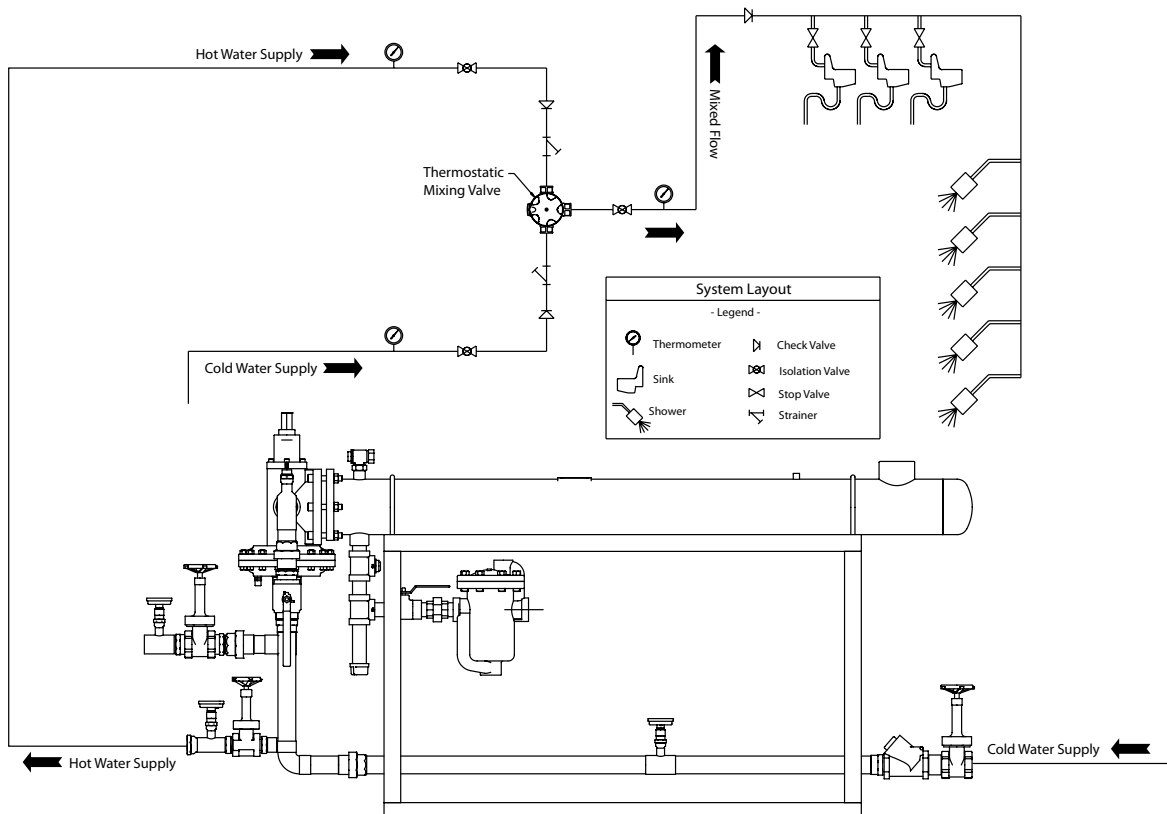 Hot Water Supply
Mixed Flow
Thermostatic
Mixing Valve
Cold Water Supply
System Layout
- Legend -
Thermometer
Check Valve
Sink
Isolation Valve
Stop Valve
Shower
Strainer
Hot Water Supply
Cold Water Supply